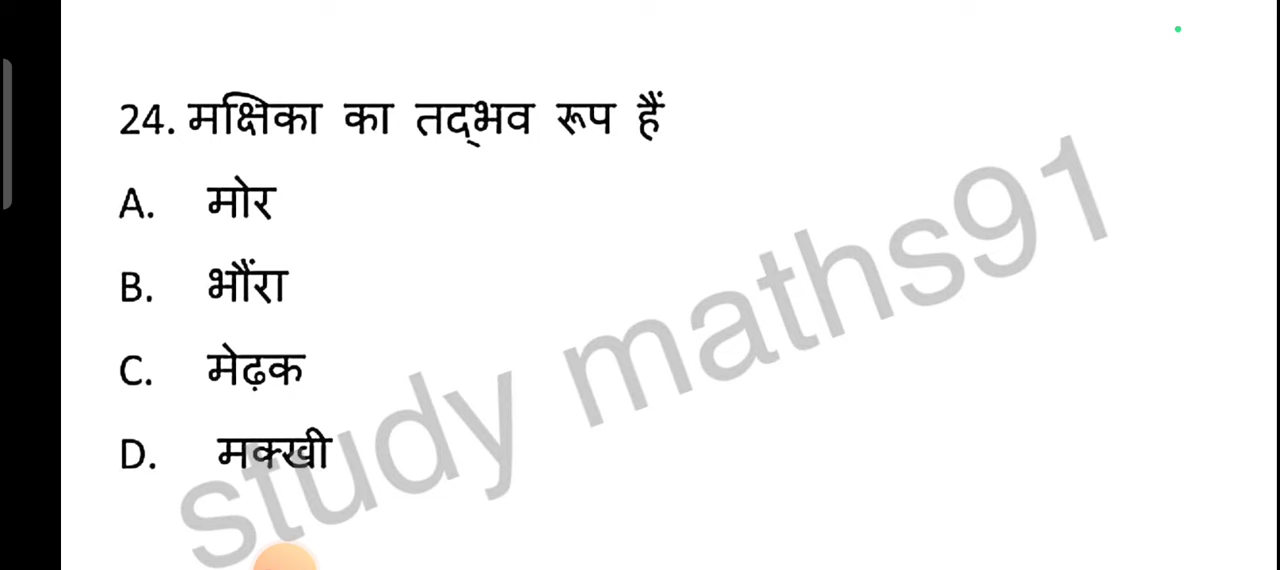 24. मक्षिका का तद्भव रूप हैं
A. मोर
B. भौंरा
C. मेढ़क
D. मक्खी
study maths91